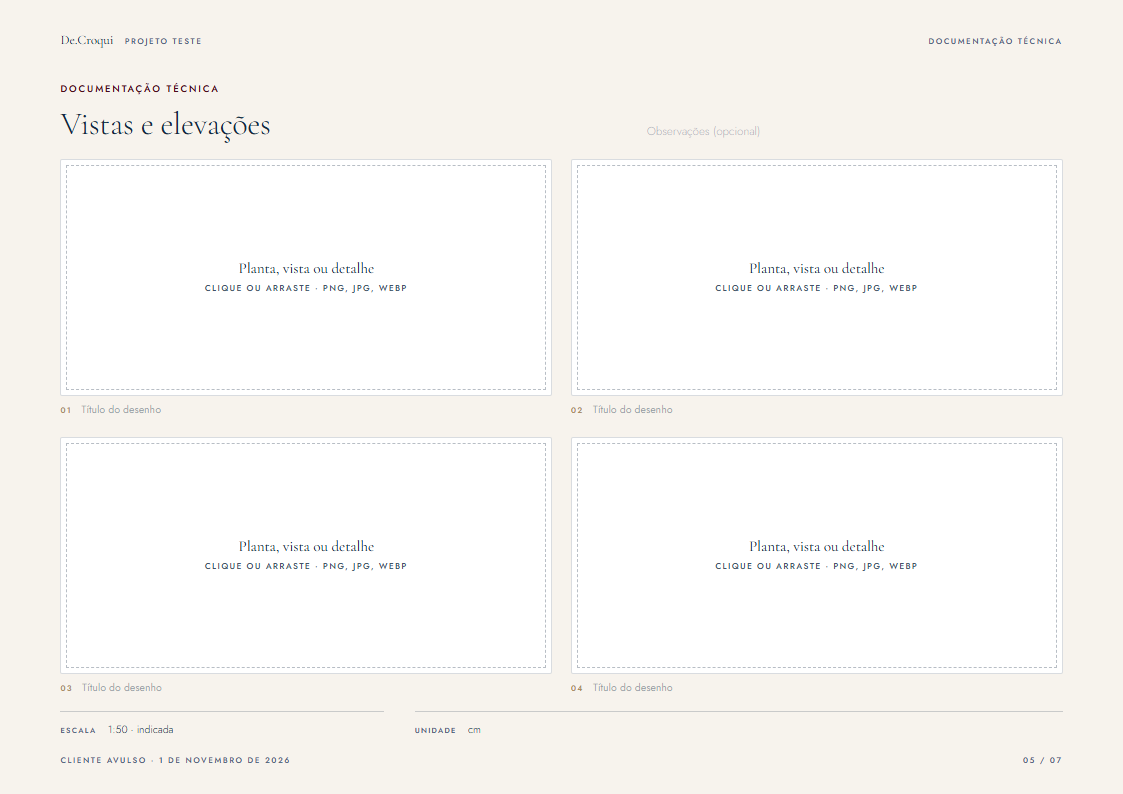 De.Croqui PROJETO TESTE DOCUMENTAÇÃO TÉCNICA
DOCUMENTAÇÃO TÉCNICA
Vistas e elevações
Observações (opcional)
Planta, vista ou detalhe
CLIQUE OU ARRASTE · PNG, JPG, WEBP
Planta, vista ou detalhe
CLIQUE OU ARRASTE · PNG, JPG, WEBP
01 Título do desenho
02 Título do desenho
Planta, vista ou detalhe
CLIQUE OU ARRASTE · PNG, JPG, WEBP
Planta, vista ou detalhe
CLIQUE OU ARRASTE · PNG, JPG, WEBP
03 Título do desenho
04 Título do desenho
ESCALA 1:50 · indicada
UNIDADE cm
CLIENTE AVULSO · 1 DE NOVEMBRO DE 2026
05 / 07